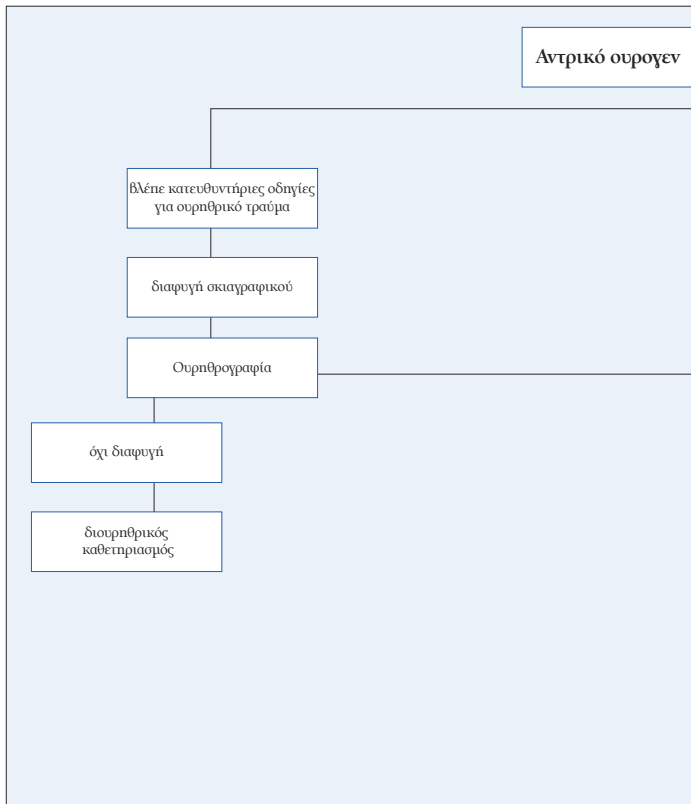 Αντρικό ουρογεν
βλέπε κατευθυντήριες οδηγίες
για ουρηθρικό τραύμα
διαφυγή σκιαγραφικού
Ουρηθρογραφία
όχι διαφυγή
διουρηθρικός
καθετηριασμός